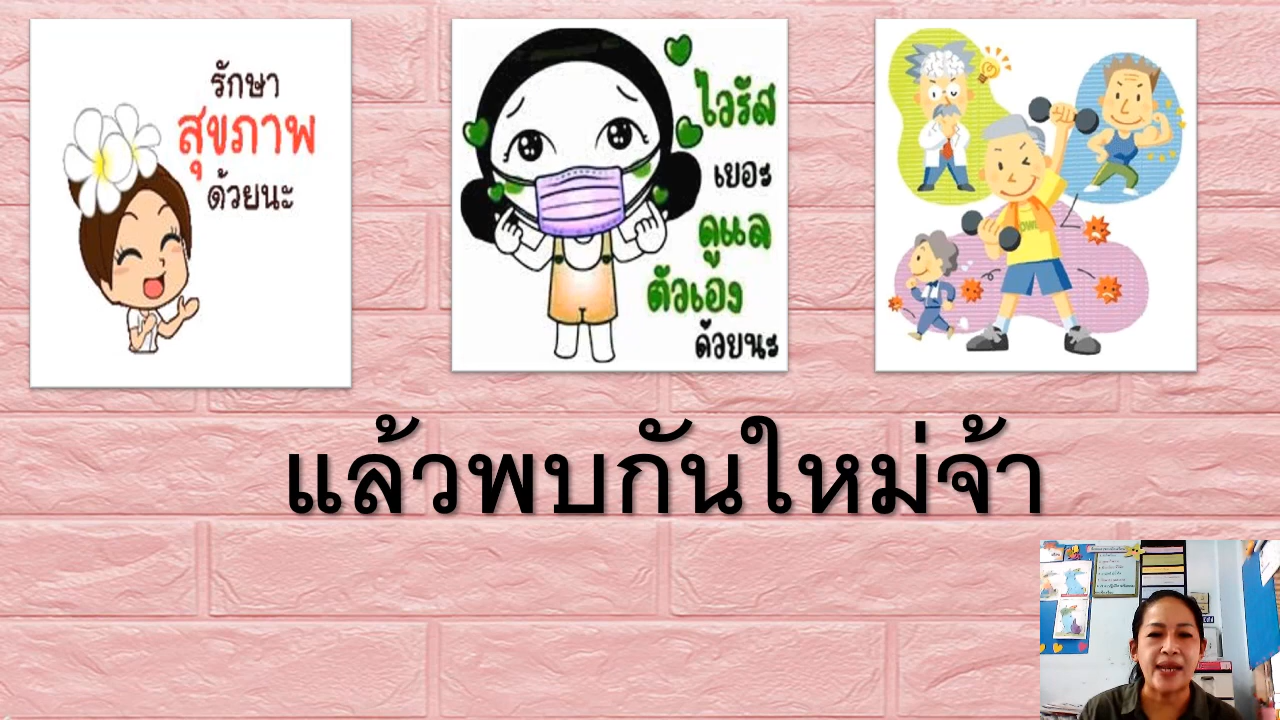 รักษา
สุขภาพ
ด้วยนะ
ไวรัส
เยอะ
ดูแล
ตัวเอง
ด้วยนะ
แล้วพบกันใหม่จ้า